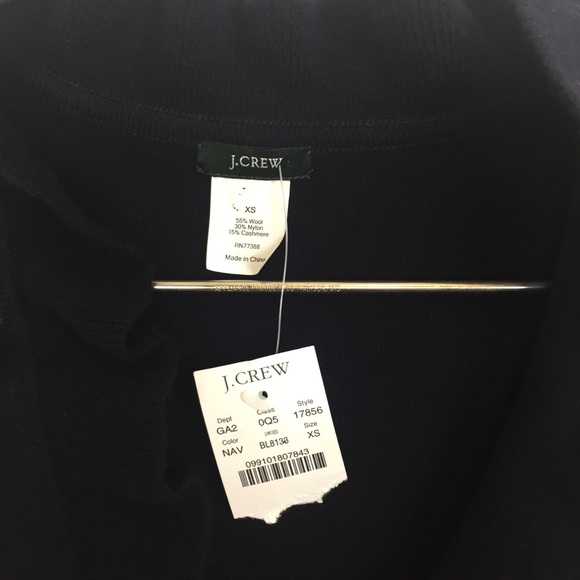 J.CREW
XS
55% Wool
30% Nylon
15% Cashmere
RN77388
Made in China
J.CREW
Dept Class Style
GA2 0Q5 17856
Color Size
NAV BL8138 XS
099101807843